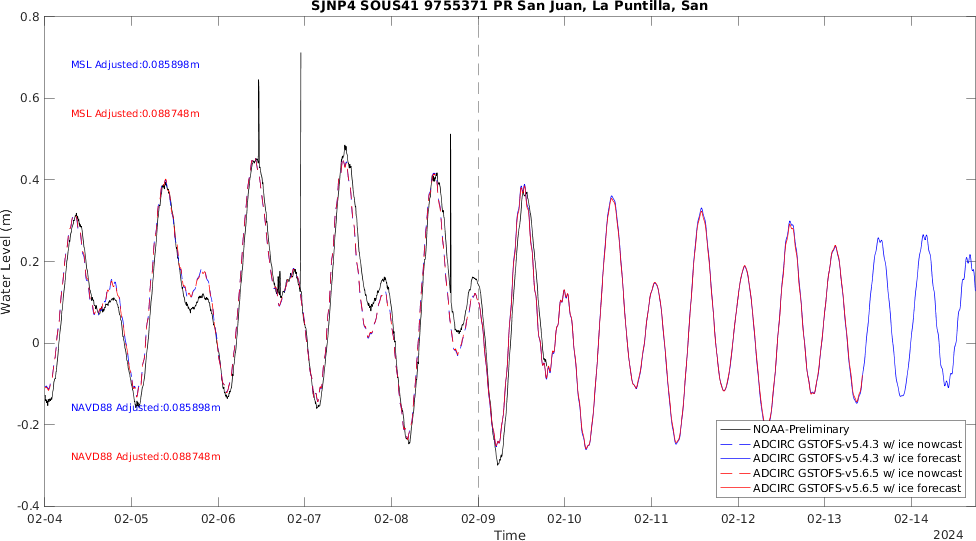 SJNP4 SOUS41 9755371 PR San Juan, La Puntilla, San
0.8
0.6
0.4
0.2
0
-0.2
-0.4
Water Level (m)
MSL Adjusted:0.085898m
MSL Adjusted:0.088748m
NAVD88 Adjusted:0.085898m
NAVD88 Adjusted:0.088748m
NOAA-Preliminary
ADCIRC GSTOFS-v5.4.3 w/ ice nowcast
ADCIRC GSTOFS-v5.4.3 w/ ice forecast
ADCIRC GSTOFS-v5.6.5 w/ ice nowcast
ADCIRC GSTOFS-v5.6.5 w/ ice forecast
02-04 02-05 02-06 02-07 02-08 02-09 02-10 02-11 02-12 02-13 02-14
Time
2024